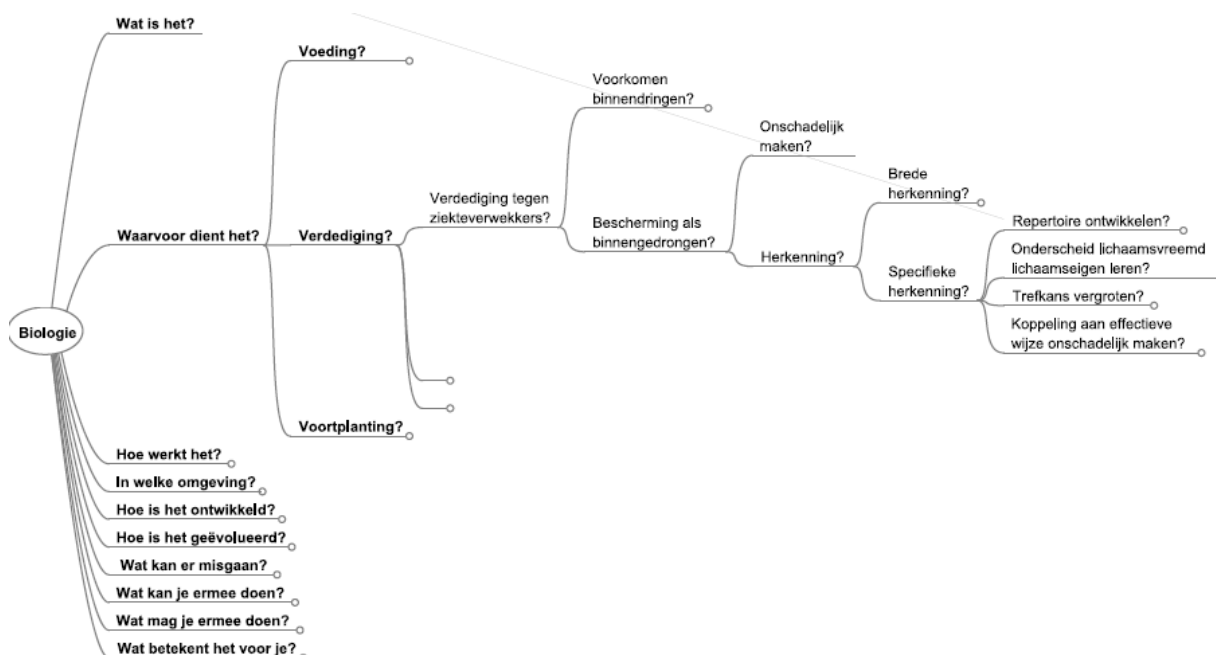 Wat is het?
Voeding?
Voorkomen
binnendringen?
Onschadelijk
maken?
Brede
herkenning?
Verdediging tegen
ziekteverwekkers?
Bescherming als
binnengedrongen?
Repertoire ontwikkelen?
Waarvoor dient het?
Verdediging?
Herkenning?
Onderscheid lichaamsvreemd
lichaamseigen leren?
Specifieke
herkenning?
Trefkans vergroten?
Koppeling aan effectieve
wijze onschadelijk maken?
Biologie
Voortplanting?
Hoe werkt het?
In welke omgeving?
Hoe is het ontwikkeld?
Hoe is het geëvolueerd?
Wat kan er misgaan?
Wat kan je ermee doen?
Wat mag je ermee doen?
Wat betekent het voor je?